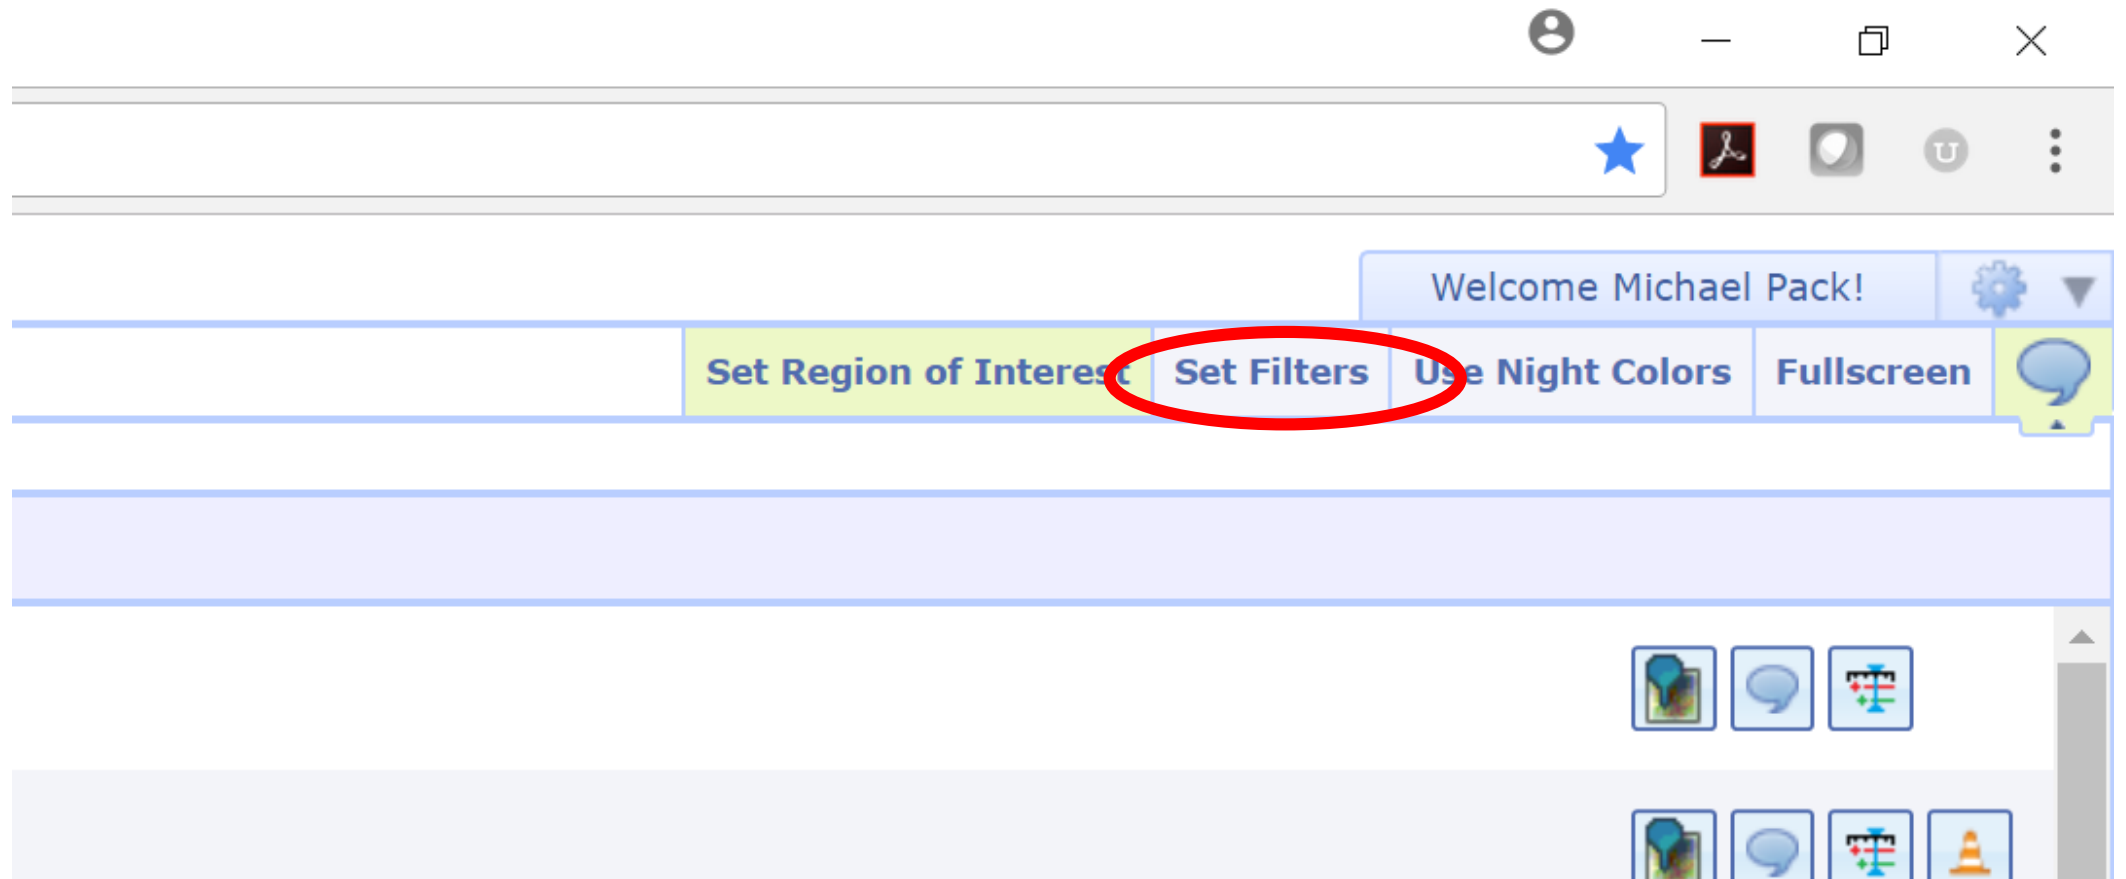 U
Welcome Michael Pack!
Set Region of Interest Set Filters Use Night Colors Fullscreen